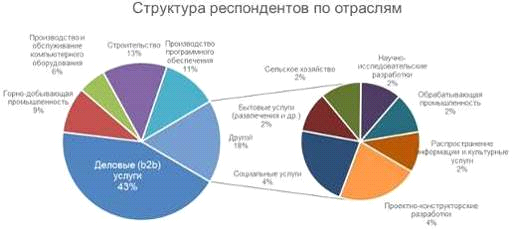 Структура респондентов по отраслям
Производство и
обслуживание
компьютерного
оборудования
6%
Строительство
13%
Производство
программного
обеспечения
11%
Горно-добывающая
промышленность
9%
Деловые (b2b)
услуги
43%
Другой
18%
Сельское хозяйство
2%
Бытовые услуги
(развлечения и др.)
2%
Социальные услуги
4%
Научно-
исследовательские
разработки
2%
Обрабатывающая
промышленность
2%
Распространение
информации и культурные
услуги
2%
Проектно-конструкторские
разработки
4%